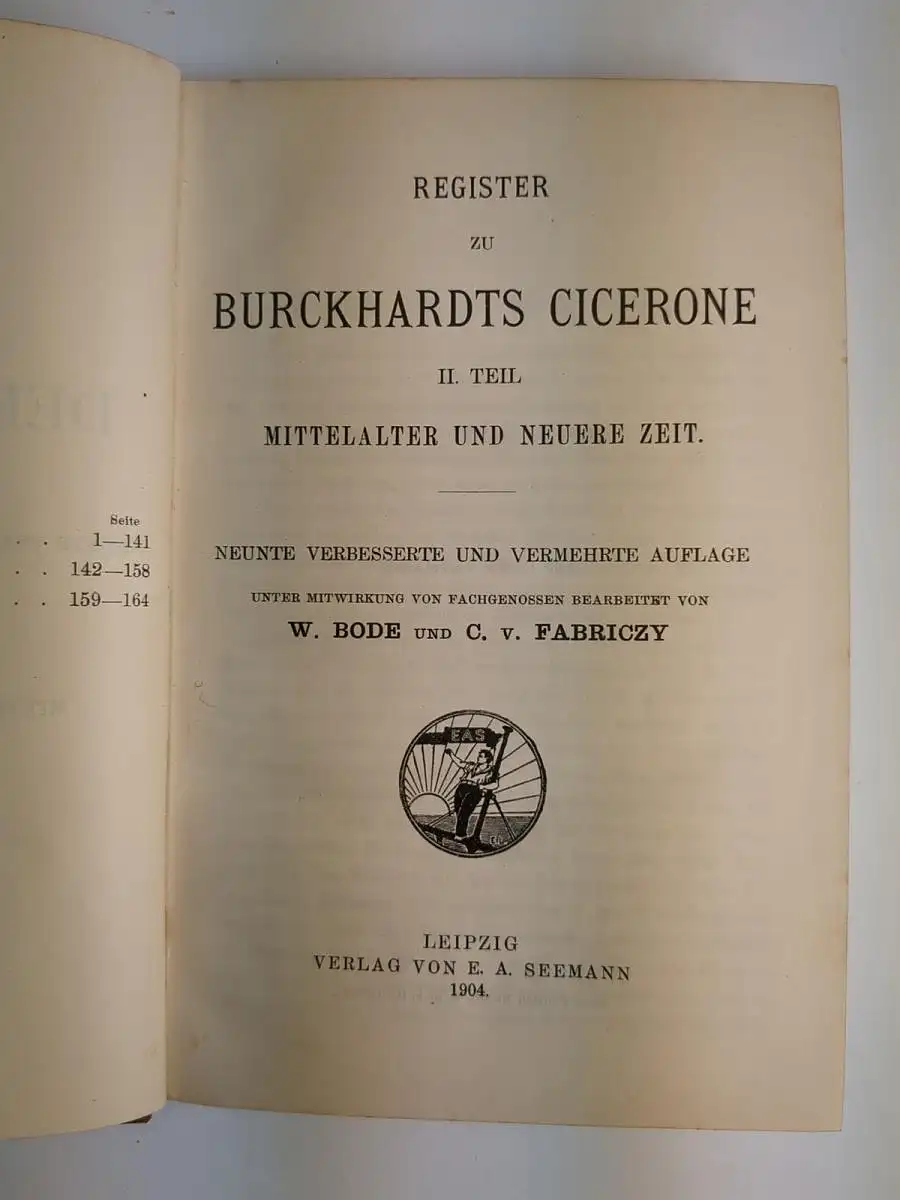 Seite
. . 1—141
. . 142—158
. . 159—164
REGISTER
ZU
BURCKHARDTS CICERONE
II. TEIL
MITTELALTER UND NEUERE ZEIT.
NEUNTE VERBESSERTE UND VERMEHRTE AUFLAGE
UNTER MITWIRKUNG VON FACHGENOSSEN BEARBEITET VON
W. BODE UND C. v. FABRICZY
EAS
LEIPZIG
VERLAG VON E. A. SEEMANN
1904.